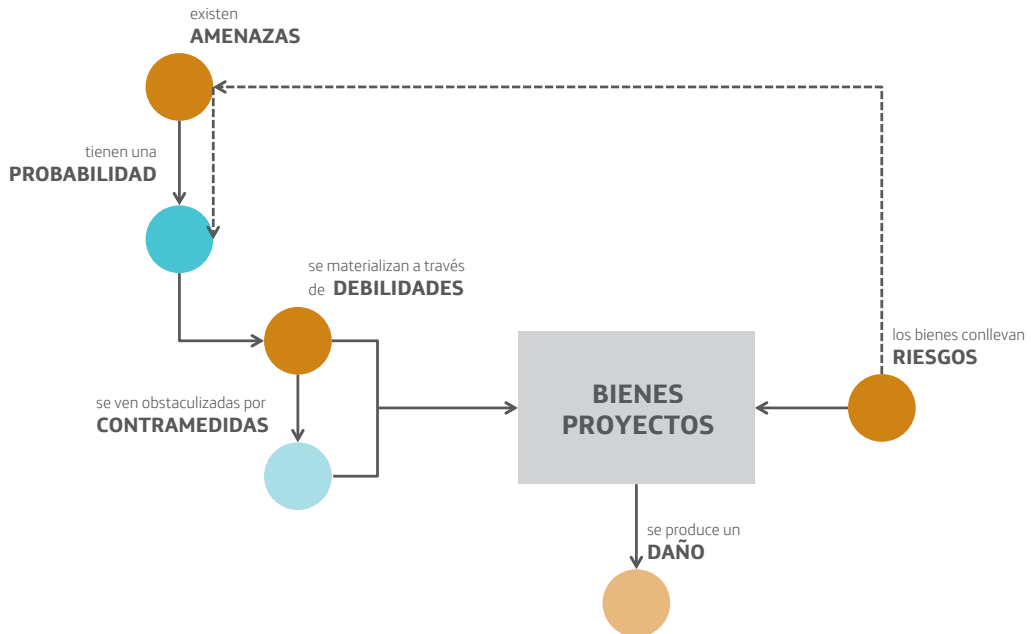 existen
AMENAZAS
tienen una
PROBABILIDAD
se materializan a través
de DEBILIDADES
se ven obstaculizadas por
CONTRAMEDIDAS
BIENES
PROYECTOS
los bienes conllevan
RIESGOS
se produce un
DAÑO